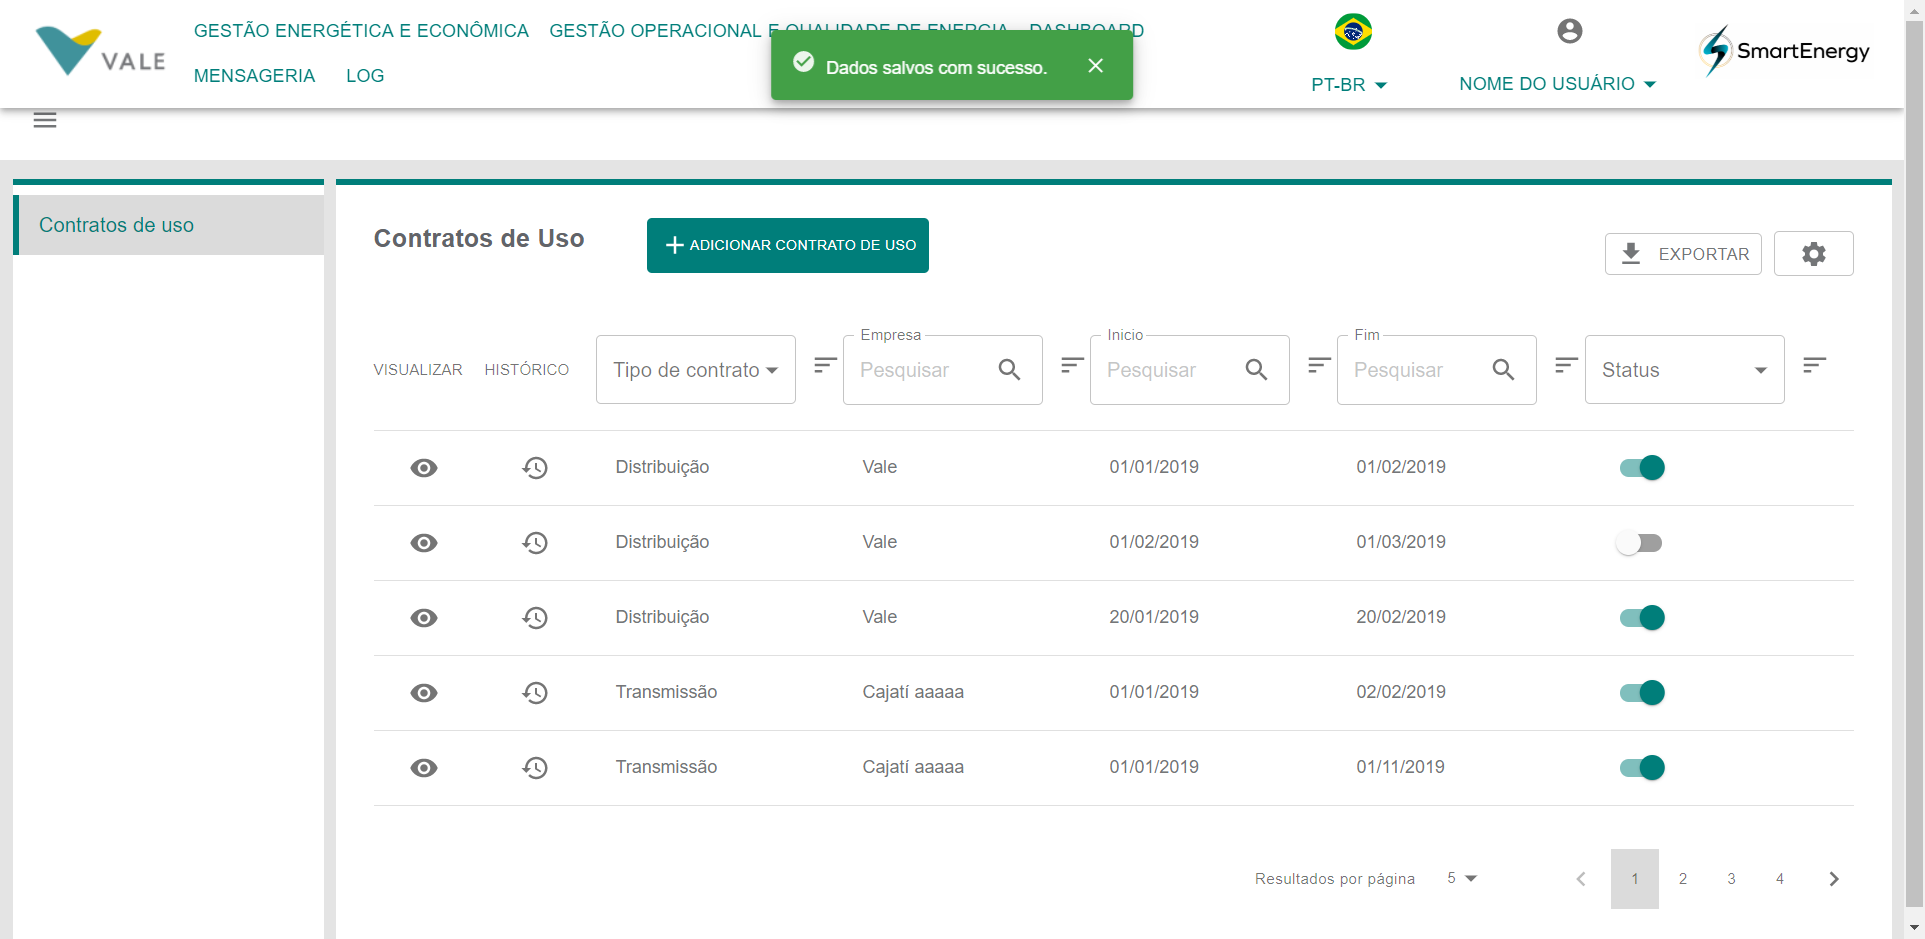 VALE
GESTÃO ENERGÉTICA E ECONÔMICA
GESTÃO OPERACIONAL E QUALIDADE DE ENERGIA
DASHBOARD
MENSAGERIA
LOG
Dados salvos com sucesso.
PT-BR
NOME DO USUÁRIO
SmartEnergy
Contratos de uso
Contratos de Uso
ADICIONAR CONTRATO DE USO
EXPORTAR
VISUALIZAR HISTÓRICO Tipo de contrato Empresa Pesquisar Inicio Pesquisar Fim Pesquisar Status
Distribuição Vale 01/01/2019 01/02/2019
Distribuição Vale 01/02/2019 01/03/2019
Distribuição Vale 20/01/2019 20/02/2019
Transmissão Cajatí aaaaa 01/01/2019 02/02/2019
Transmissão Cajatí aaaaa 01/01/2019 01/11/2019
Resultados por página 5 1 2 3 4